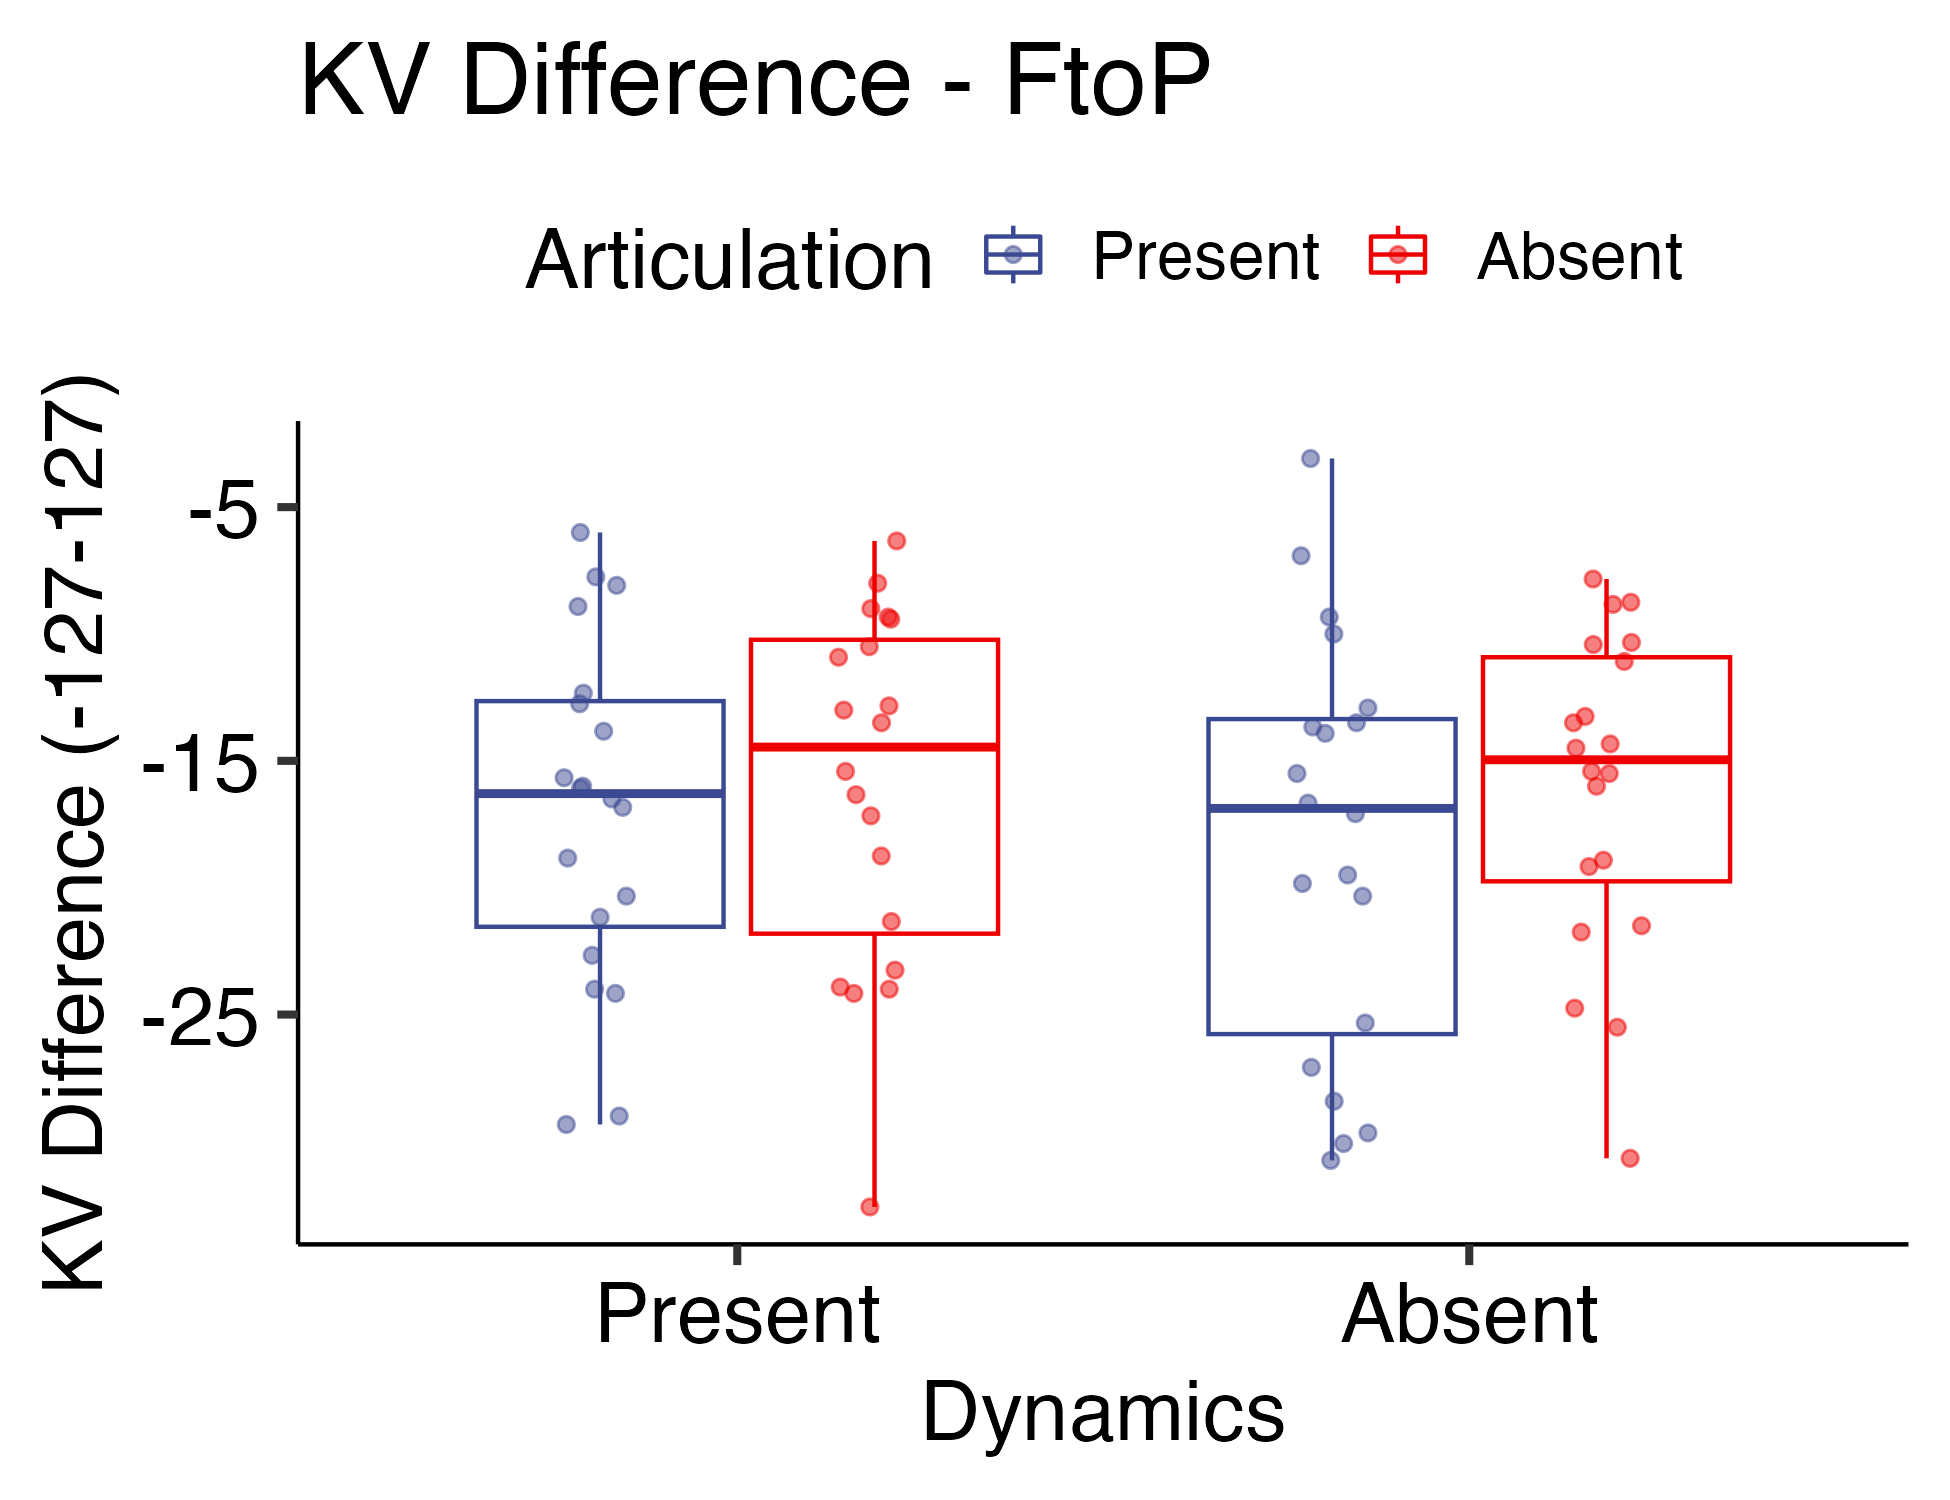 KV Difference - FtoP
Articulation Present Absent
KV Difference (-127-127)
-5
-15
-25
Present Absent
Dynamics